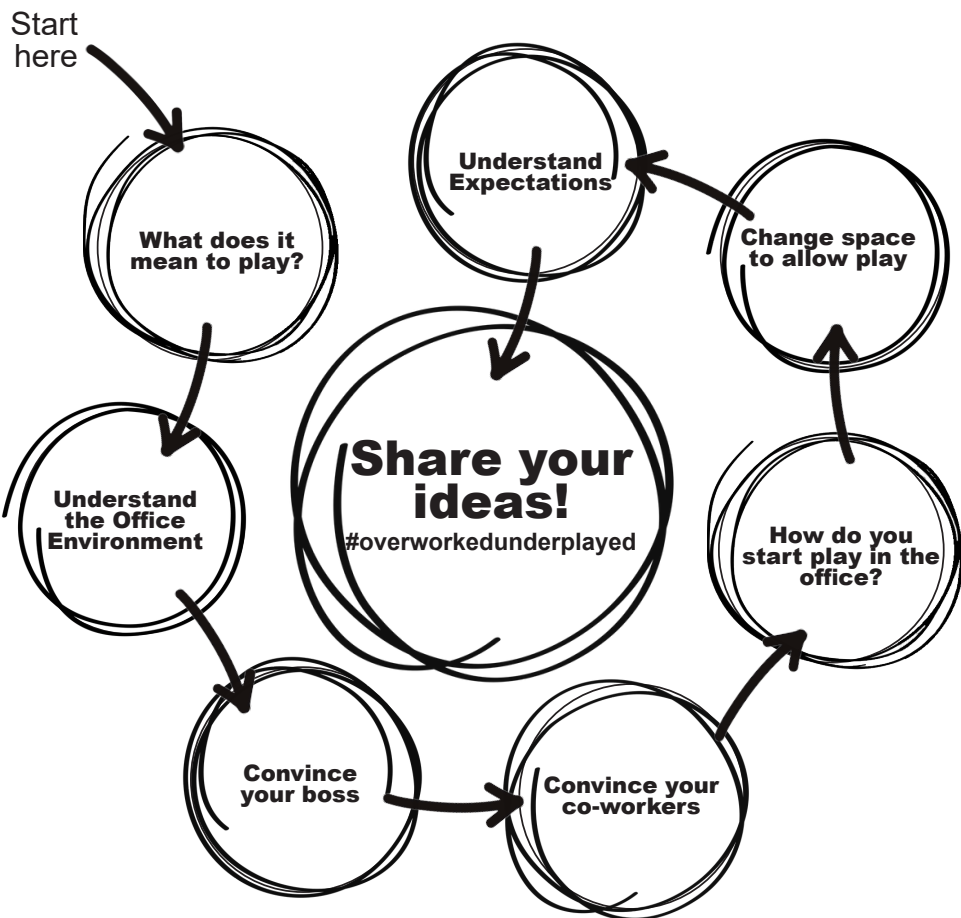 Start
here
What does it
mean to play?
Understand
the Office
Environment
Convince
your boss
Convince your
co-workers
How do you
start play in the
office?
Change space
to allow play
Understand
Expectations
Share your
ideas!
#overworkedunderplayed